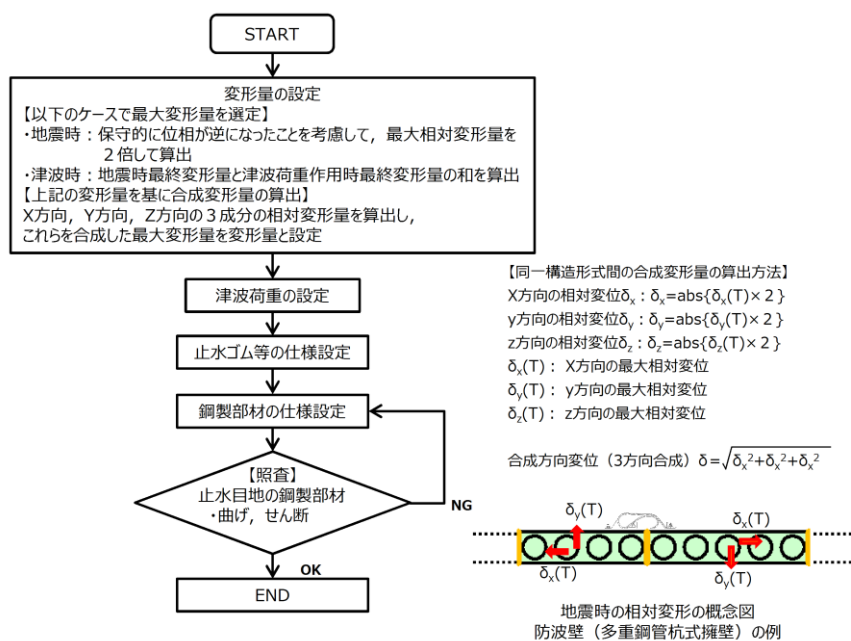 START
変形量の設定
【以下のケースで最大変形量を選定】
・地震時：保守的に位相が逆になったことを考慮して，最大相対変形量を
２倍して算出
・津波時：地震時最終変形量と津波荷重作用時最終変形量の和を算出
【上記の変形量を基に合成変形量の算出】
X方向，Y方向，Z方向の３成分の相対変形量を算出し，
これらを合成した最大変形量を変形量と設定
津波荷重の設定
止水ゴム等の仕様設定
鋼製部材の仕様設定
【照査】
止水目地の鋼製部材
・曲げ，せん断
NG
OK
END
【同一構造形式間の合成変形量の算出方法】
X方向の相対変位δx：δx=abs{δx(T)×２}
y方向の相対変位δy：δy=abs{δy(T)×２}
z方向の相対変位δz：δz=abs{δz(T)×２}
δx(T)： X方向の最大相対変位
δy(T)： y方向の最大相対変位
δz(T)： z方向の最大相対変位
合成方向変位（3方向合成）δ=√δx²+δx²+δx²
δy(T)
δx(T)
δx(T)
δy(T)
地震時の相対変形の概念図
防波壁（多重鋼管杭式擁壁）の例